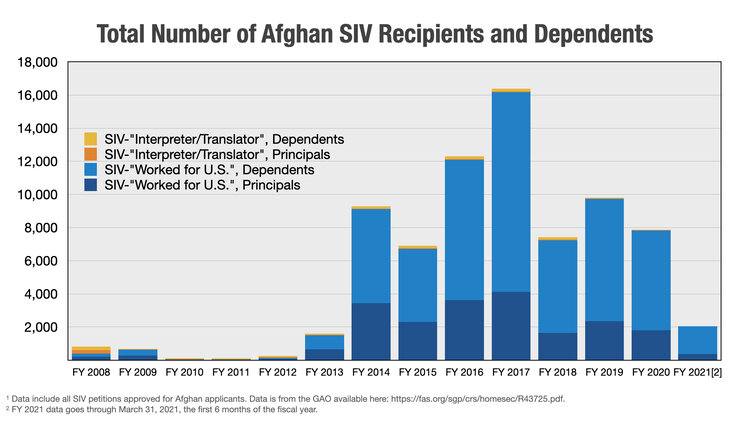 Total Number of Afghan SIV Recipients and Dependents
18,000
16,000
14,000
12,000
10,000
8,000
6,000
4,000
2,000
SIV-"Interpreter/Translator", Dependents
SIV-"Interpreter/Translator", Principals
SIV-"Worked for U.S.", Dependents
SIV-"Worked for U.S.", Principals
FY 2008 FY 2009 FY 2010 FY 2011 FY 2012 FY 2013 FY 2014 FY 2015 FY 2016 FY 2017 FY 2018 FY 2019 FY 2020 FY 2021[2]
¹ Data include all SIV petitions approved for Afghan applicants. Data is from the GAO available here: https://fas.org/sgp/crs/homesec/R43725.pdf.
² FY 2021 data goes through March 31, 2021, the first 6 months of the fiscal year.